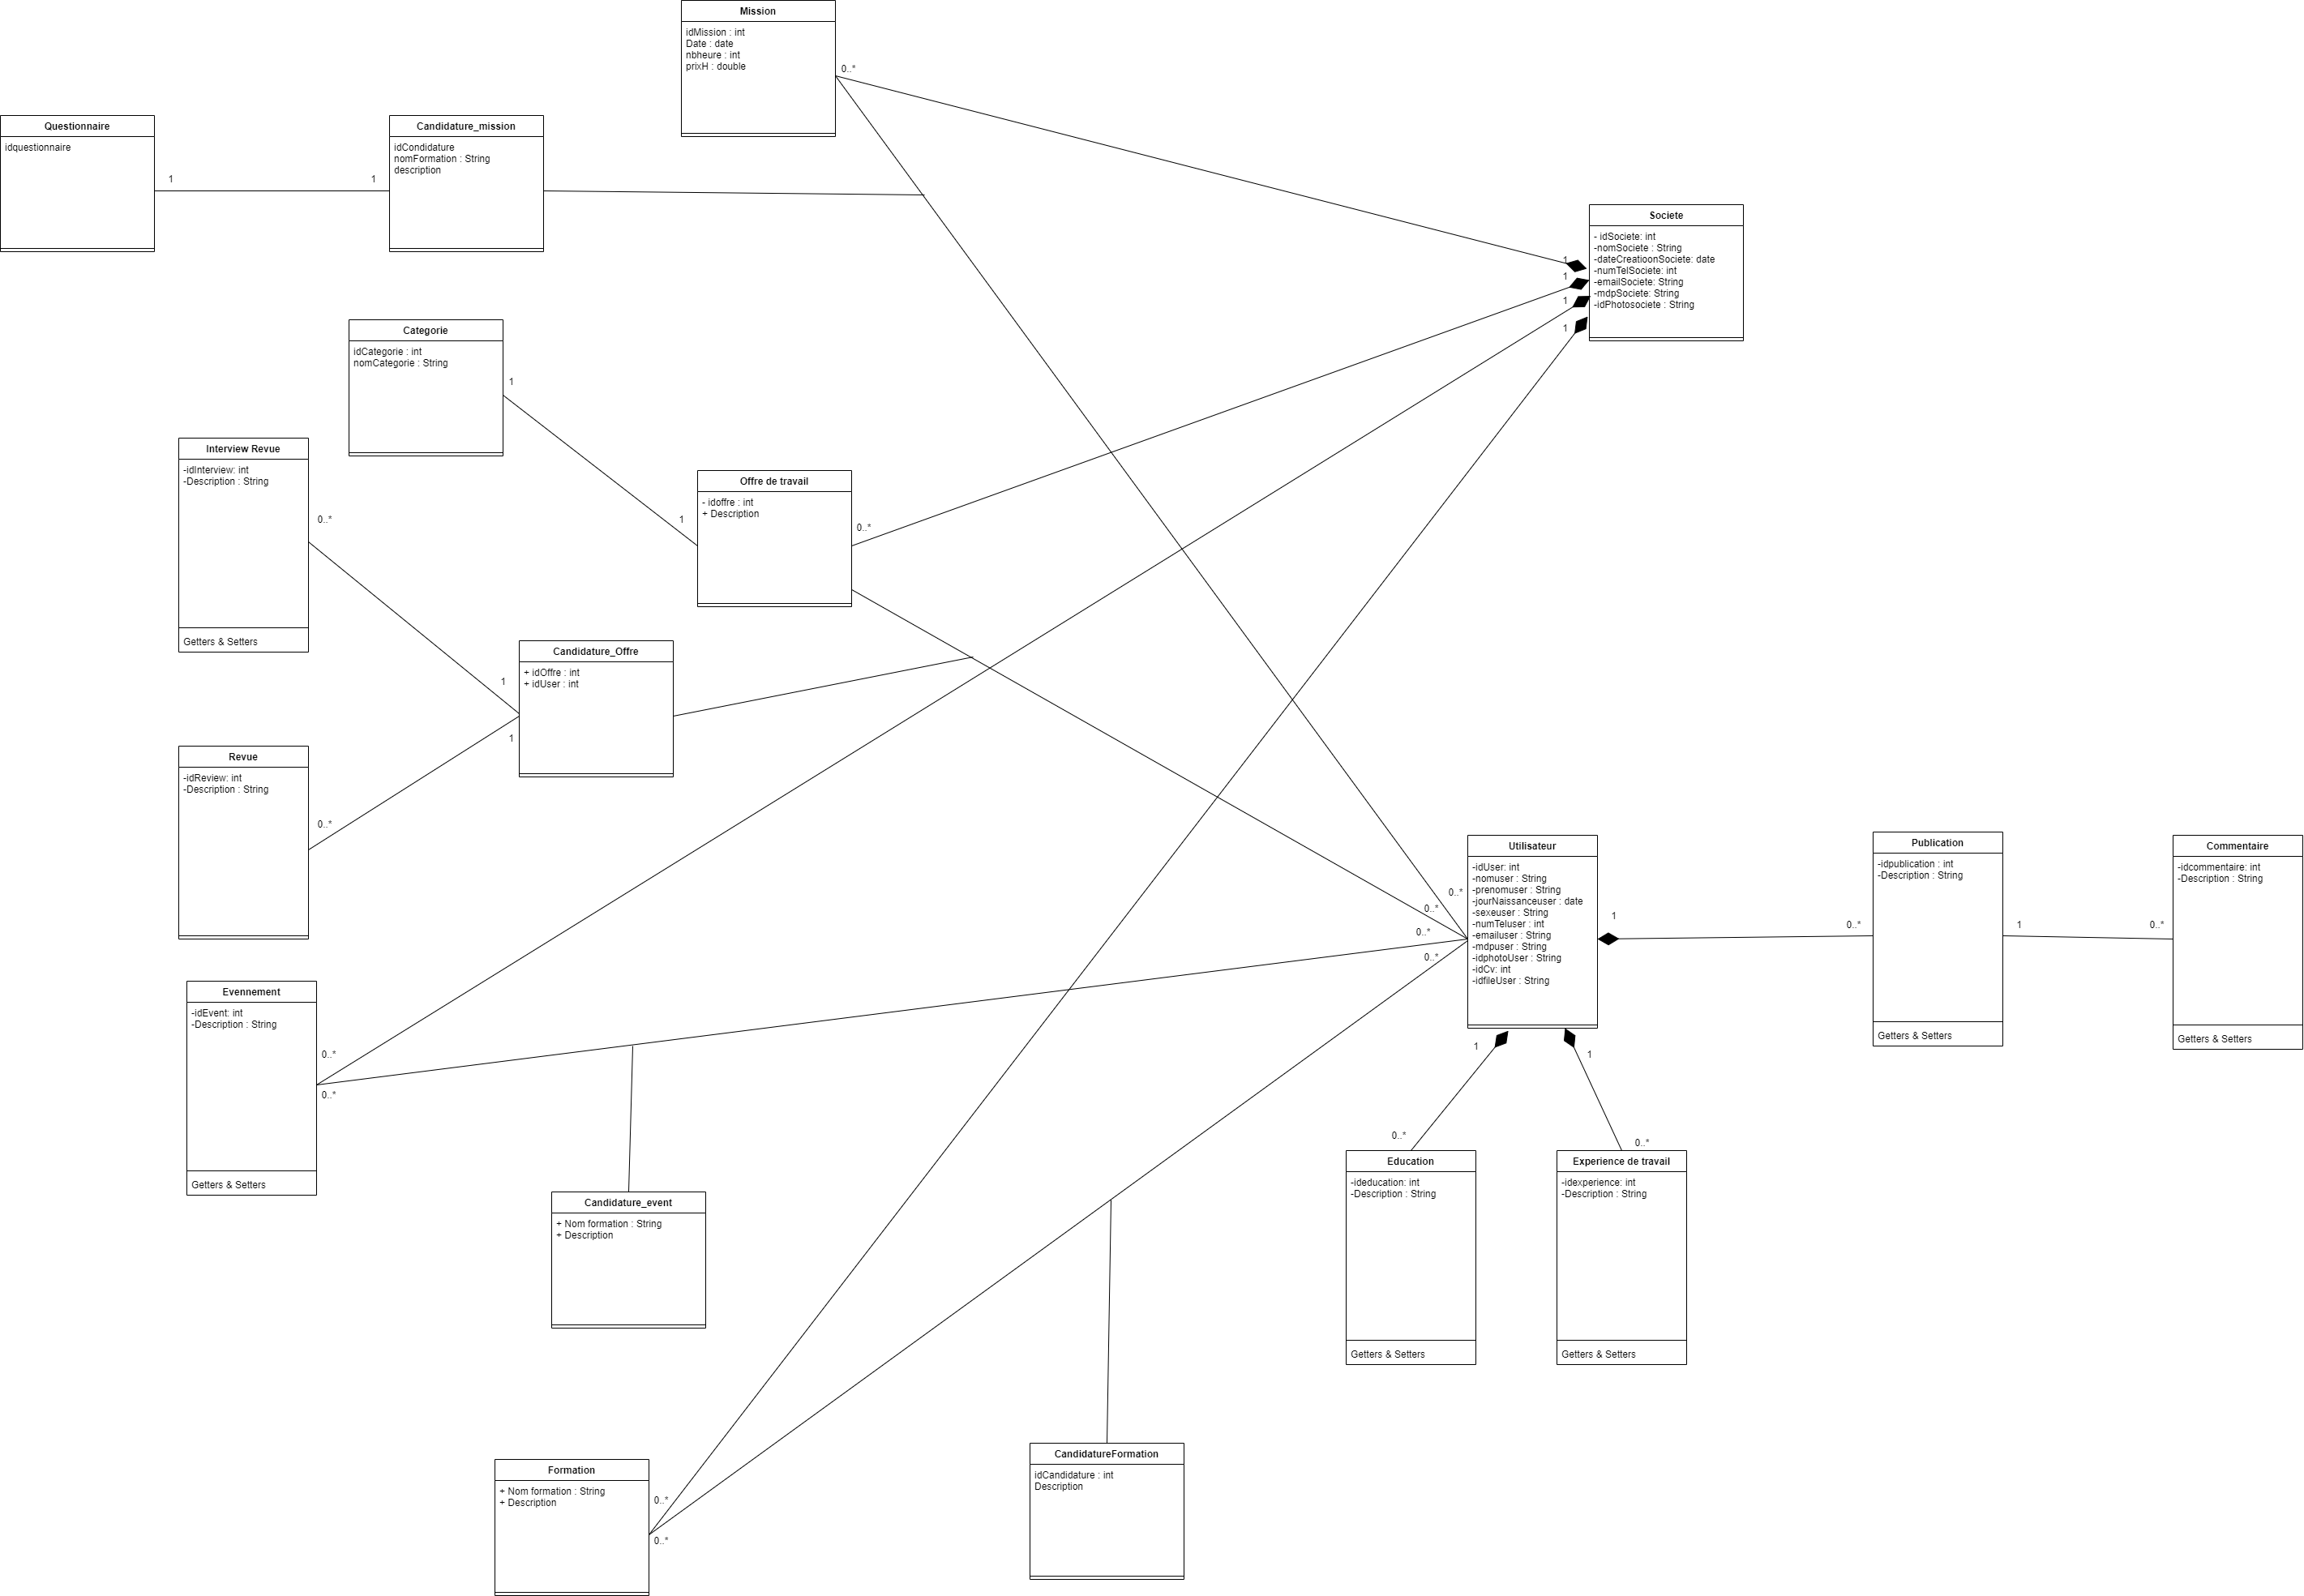 Mission
idMission : int
Date : date
nbheure : int
prixH : double
0..*
Questionnaire
idquestionnaire
1
1
Candidature_mission
idCondidature
nomFormation : String
description
Societe
- idSociete: int
-nomSociete : String
-dateCreatioonSociete: date
-numTelSociete: int
-emailSociete: String
-mdpSociete: String
-idPhotosociete : String
1
1
1
1
Categorie
idCategorie : int
nomCategorie : String
1
1
Interview Revue
-idInterview: int
-Description : String
Getters & Setters
0..*
Offre de travail
- idoffre : int
+ Description
0..*
1
1
Candidature_Offre
+ idOffre : int
+ idUser : int
Revue
-idReview: int
-Description : String
0..*
Utilisateur
-idUser: int
-nomuser : String
-prenomuser : String
-jourNaissanceuser : date
-sexeuser : String
-numTeluser : int
-emailuser : String
-mdpuser : String
-idphotoUser : String
-idCv: int
-idfileUser : String
0..*
0..*
0..*
0..*
1
0..*
Publication
-idpublication : int
-Description : String
Getters & Setters
1
0..*
Commentaire
-idcommentaire: int
-Description : String
Getters & Setters
Evennement
-idEvent: int
-Description : String
Getters & Setters
0..*
0..*
1
1
0..*
0..*
Education
-ideducation: int
-Description : String
Getters & Setters
Experience de travail
-idexperience: int
-Description : String
Getters & Setters
Candidature_event
+ Nom formation : String
+ Description
Formation
+ Nom formation : String
+ Description
0..*
0..*
CandidatureFormation
idCandidature : int
Description